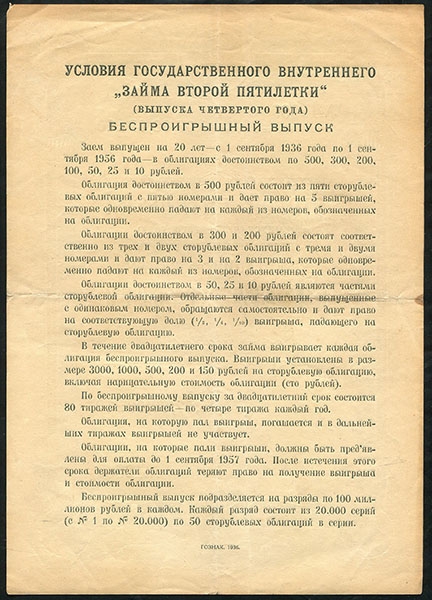 УСЛОВИЯ ГОСУДАРСТВЕННОГО ВНУТРЕННЕГО
„ЗАЙМА ВТОРОЙ ПЯТИЛЕТКИ“
(ВЫПУСКА ЧЕТВЕРТОГО ГОДА)
БЕСПРОИГРЫШНЫЙ ВЫПУСК
Заем выпущен на 20 лет—с 1 сентября 1936 года по 1 сен-
тября 1956 года—в облигациях достоинством по 500, 300, 200,
100, 50, 25 и 10 рублей.
Облигация достоинством в 500 рублей состоит из пяти сторубле-
вых облигаций с пятью номерами и дает право на 5 выигрышей,
которые одновременно падают на каждый из номеров, обозначенных
на облигации.
Облигации достоинством в 300 и 200 рублей состоят соответ-
ственно из трех и двух сторублевых облигаций с тремя и двумя
номерами и дают право на 3 и на 2 выигрыша, которые одновре-
менно падают на каждый из номеров, обозначенных на облигации.
Облигации достоинством в 50, 25 и 10 рублей являются частями
сторублевой облигации. Отдельные части облигации, выпущенные
с одинаковым номером, обращаются самостоятельно и дают право
на соответствующую долю (¹/₂, ¹/₄, ¹/₁₀) выигрыша, падающего на
сторублевую облигацию.
В течение двадцатилетнего срока займа выигрывает каждая об-
лигация беспроигрышного выпуска. Выигрыши установлены в раз-
мере 3000, 1000, 500, 200 и 150 рублей на сторублевую облигацию,
включая нарицательную стоимость облигации (сто рублей).
По беспроигрышному выпуску за двадцатилетний срок состоится
80 тиражей выигрышей—по четыре тиража каждый год.
Облигация, на которую пал выигрыш, погашается и в дальней-
ших тиражах выигрышей не участвует.
Облигации, на которые пали выигрыши, должны быть пред'яв-
лены для оплаты до 1 сентября 1957 года. После истечения этого
срока держатели облигаций теряют право на получение выигрыша
и стоимости облигации.
Беспроигрышный выпуск подразделяется на разряды по 100 мил-
лионов рублей в каждом. Каждый разряд состоит из 20.000 серий
(с № 1 по № 20.000) по 50 сторублевых облигаций в серии.
ГОЗНАК. 1936.